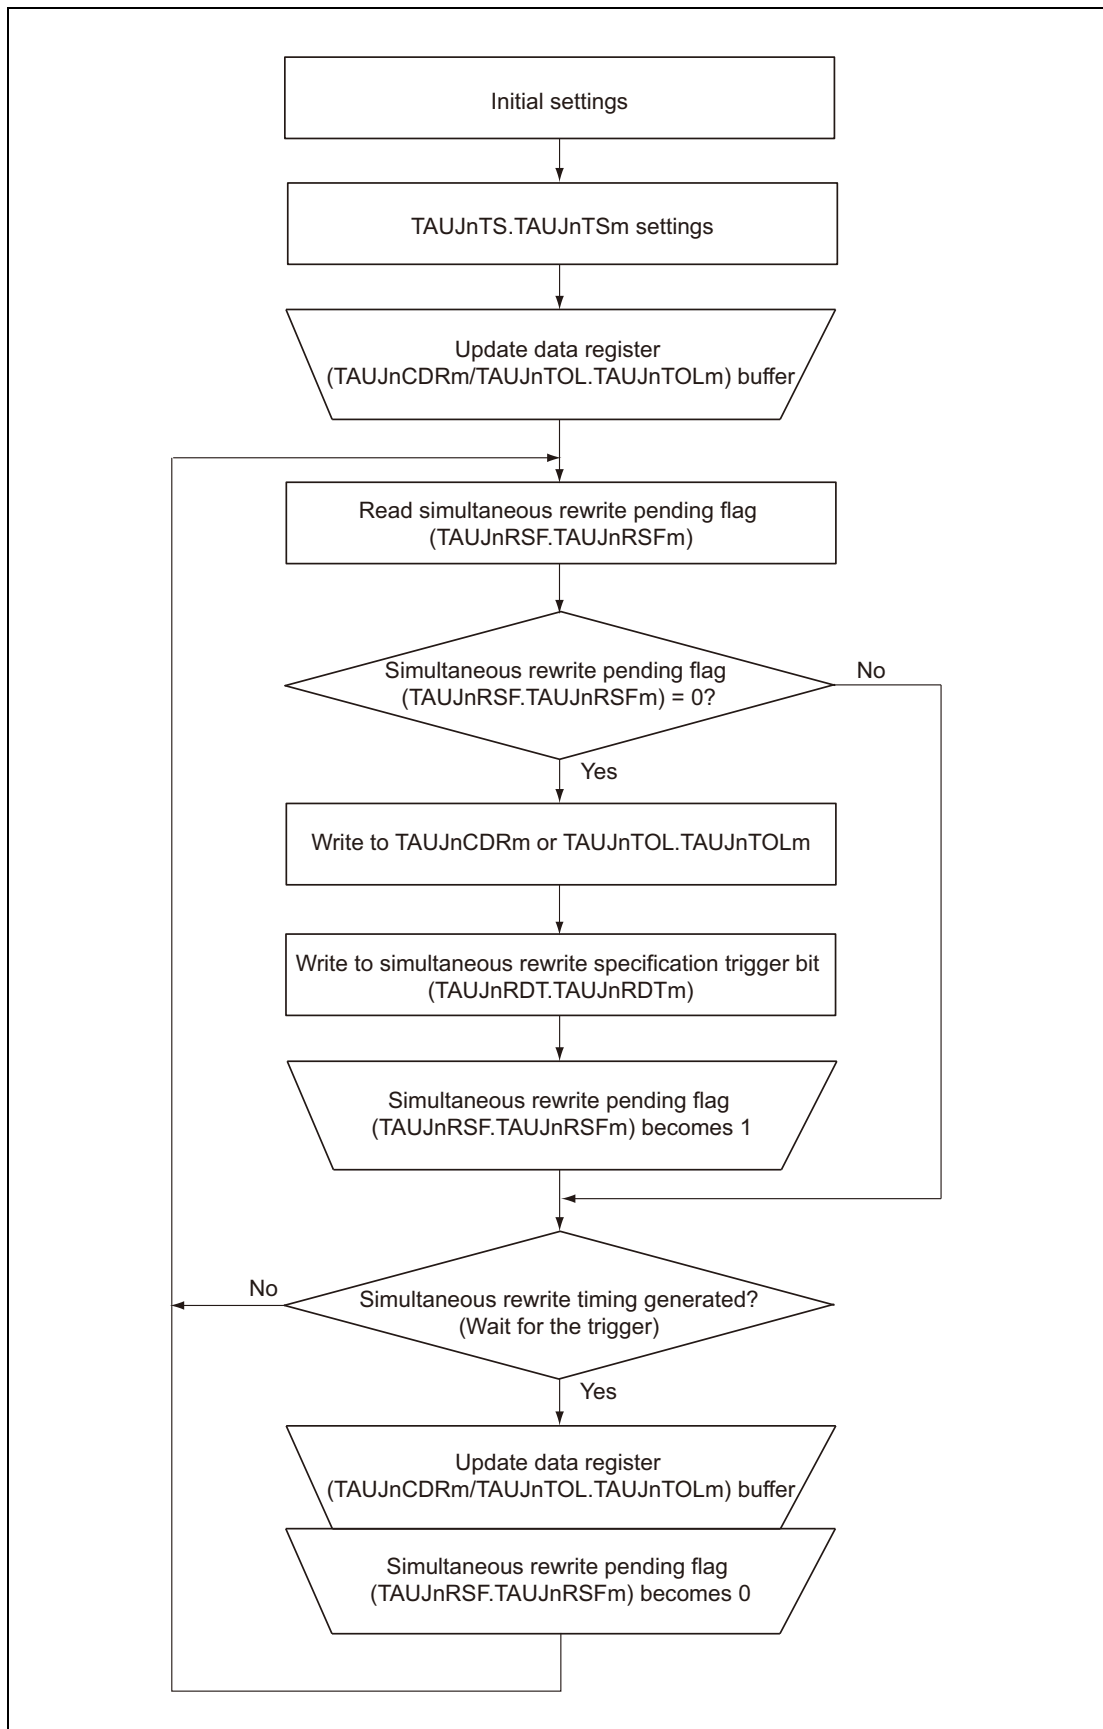 Initial settings
TAUJnTS.TAUJnTSm settings
Update data register
(TAUJnCDRm/TAUJnTOL.TAUJnTOLm) buffer
Read simultaneous rewrite pending flag
(TAUJnRSF.TAUJnRSFm)
Simultaneous rewrite pending flag
(TAUJnRSF.TAUJnRSFm) = 0?
No
Yes
Write to TAUJnCDRm or TAUJnTOL.TAUJnTOLm
Write to simultaneous rewrite specification trigger bit
(TAUJnRDT.TAUJnRDTm)
Simultaneous rewrite pending flag
(TAUJnRSF.TAUJnRSFm) becomes 1
No
Simultaneous rewrite timing generated?
(Wait for the trigger)
Yes
Update data register
(TAUJnCDRm/TAUJnTOL.TAUJnTOLm) buffer
Simultaneous rewrite pending flag
(TAUJnRSF.TAUJnRSFm) becomes 0